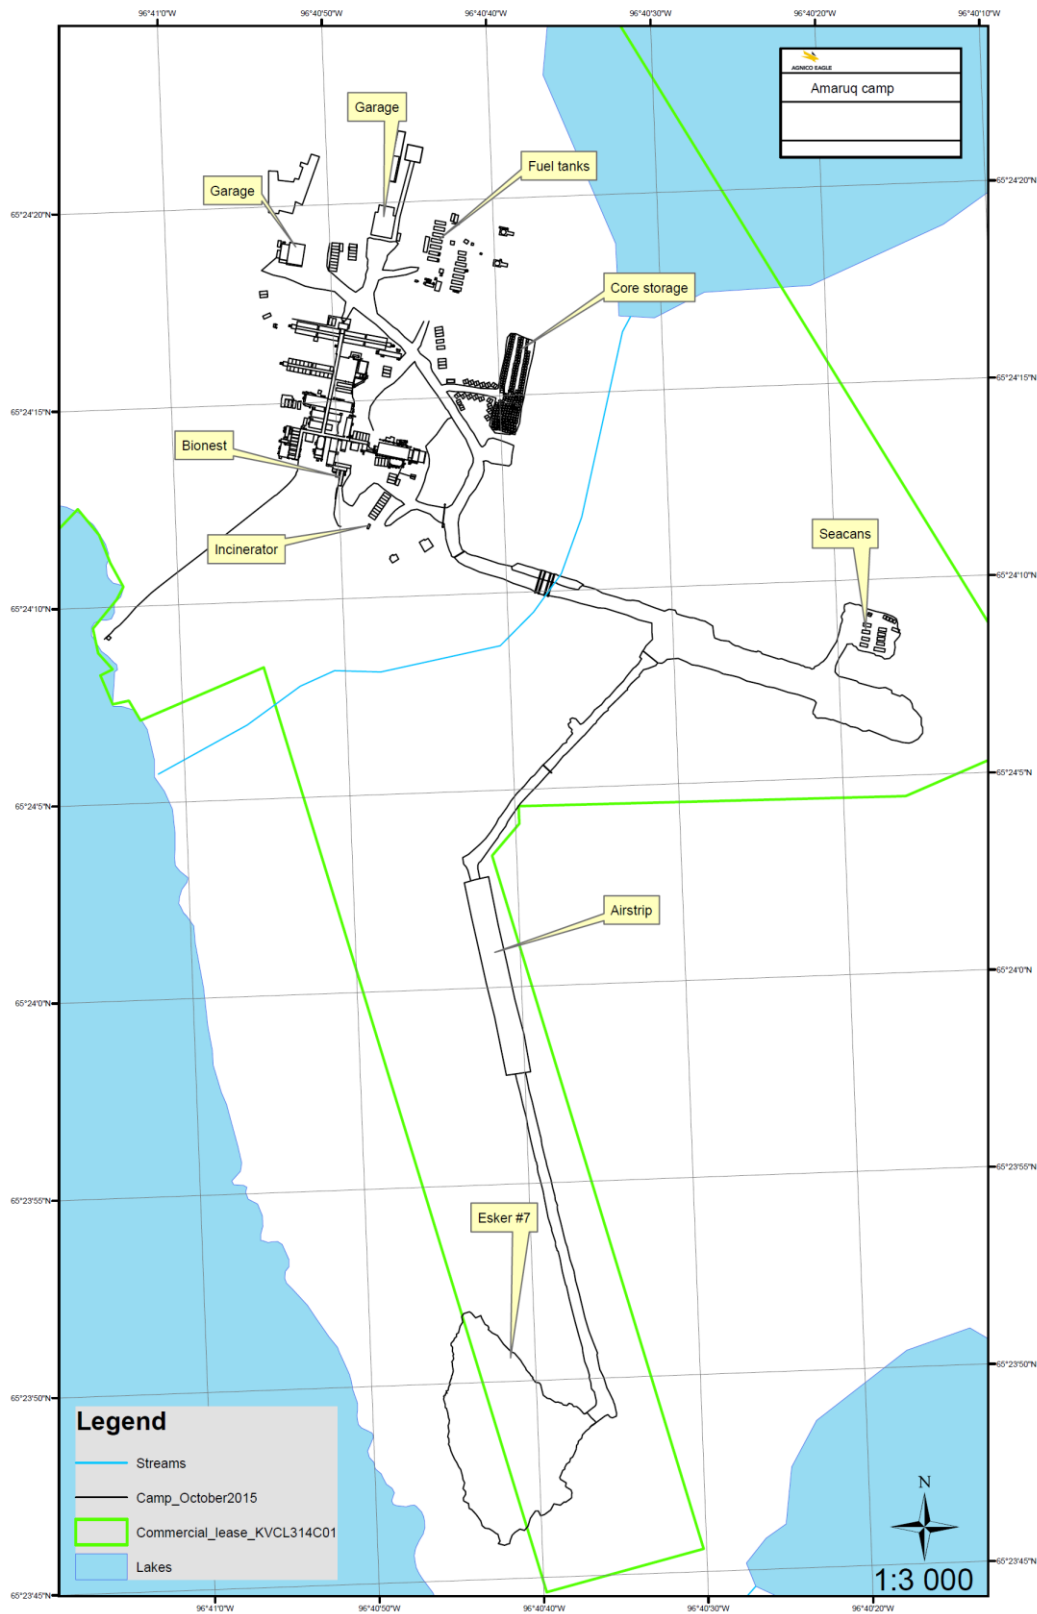 96°41'0"W
96°40'50"W
96°40'40"W
96°40'30"W
96°40'20"W
96°40'10"W
AGNICO EAGLE
Amaruq camp
Garage
Fuel tanks
Garage
65°24'20"N
65°24'20"N
Core storage
65°24'15"N
65°24'15"N
Bionest
Seacans
Incinerator
65°24'10"N
65°24'10"N
65°24'5"N
65°24'5"N
Airstrip
65°24'0"N
65°24'0"N
65°23'55"N
65°23'55"N
Esker #7
65°23'50"N
65°23'50"N
Legend
Streams
Camp_October2015
Commercial_lease_KVCL314C01
Lakes
N
1:3 000
65°23'45"N
65°23'45"N
96°41'0"W
96°40'50"W
96°40'40"W
96°40'30"W
96°40'20"W